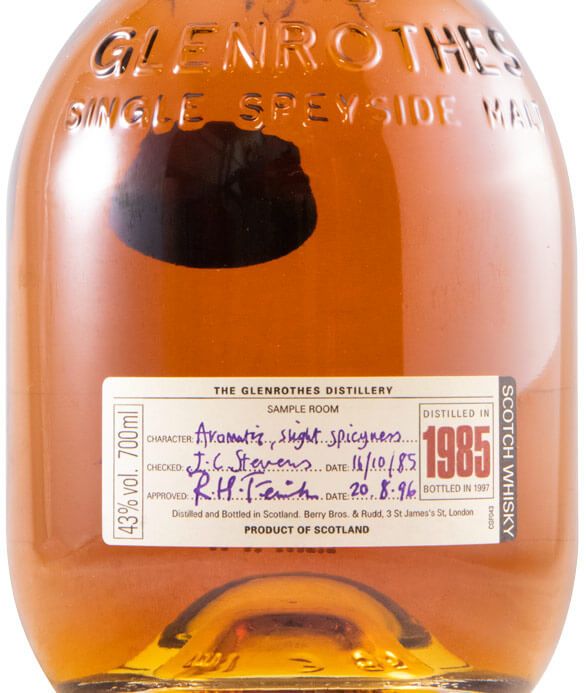 GLENROTHES
SINGLE SPEYSIDE MALT
THE GLENROTHES DISTILLERY
SAMPLE ROOM
43% vol. 700ml
CHARACTER: Aromatic, slight spicyness
CHECKED: J.C. Stevens DATE: 16/10/85
APPROVED: R.H. DATE: 20.8.96
Distilled and Bottled in Scotland. Berry Bros. & Rudd, 3 St James's St, London
PRODUCT OF SCOTLAND
DISTILLED IN
1985
BOTTLED IN 1997
CSF043
SCOTCH WHISKY